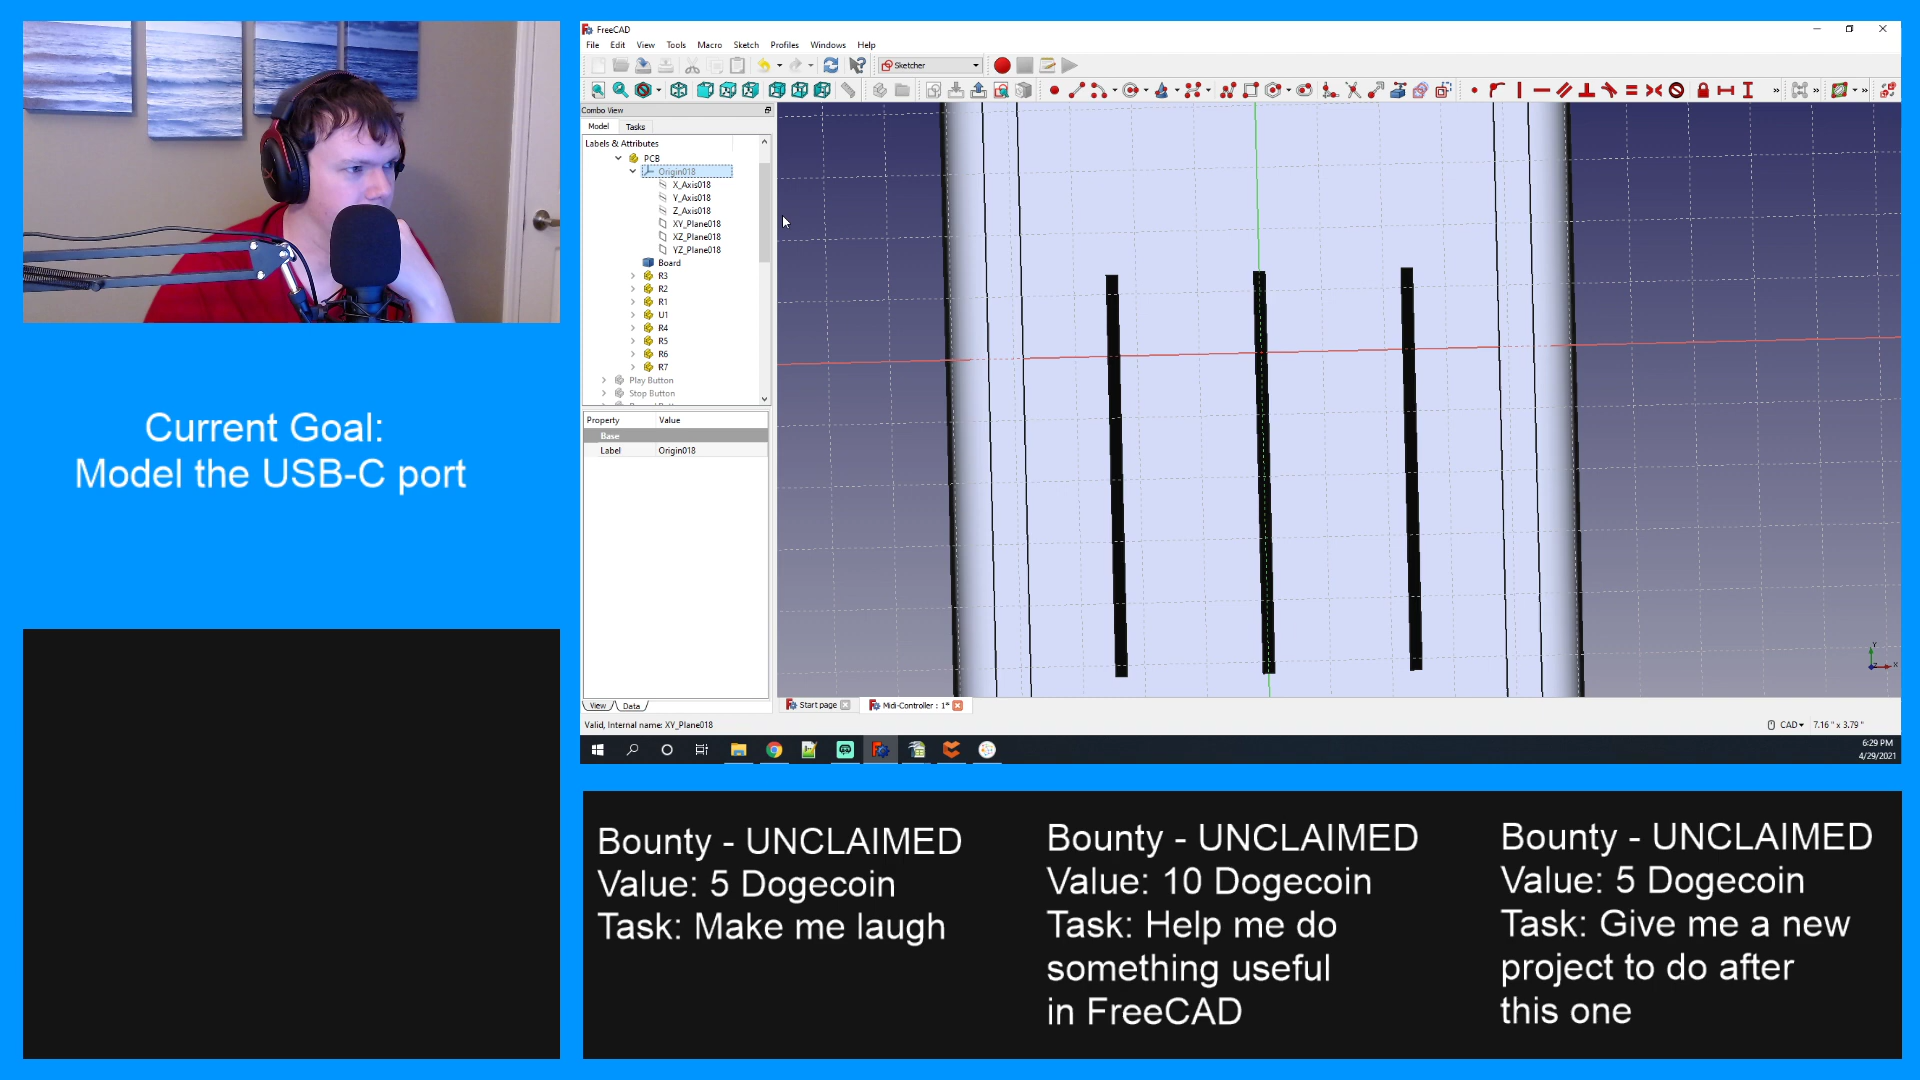 FreeCAD
File Edit View Tools Macro Sketch Profiles Windows Help
Sketcher
Combo View
Model Tasks
Labels & Attributes
PCB
Origin018
X_Axis018
Y_Axis018
Z_Axis018
XY_Plane018
XZ_Plane018
YZ_Plane018
Board
R3
R2
R1
U1
R4
R5
R6
R7
Play Button
Stop Button
Property Value
Base
Label Origin018
View Data
Start page
Midi-Controller : 1*
Valid, Internal name: XY_Plane018
CAD
7.16 " x 3.79 "
6:29 PM
4/29/2021
Y
X
Current Goal:
Model the USB-C port
Bounty - UNCLAIMED
Value: 5 Dogecoin
Task: Make me laugh
Bounty - UNCLAIMED
Value: 10 Dogecoin
Task: Help me do
something useful
in FreeCAD
Bounty - UNCLAIMED
Value: 5 Dogecoin
Task: Give me a new
project to do after
this one